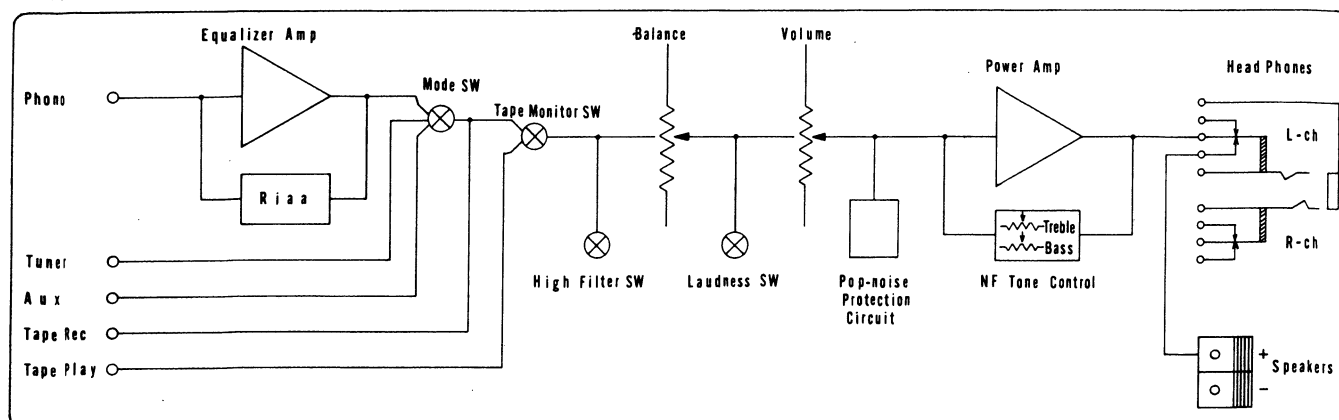 Equalizer Amp
Phono
Riaa
Mode SW
Tape Monitor SW
Balance
Volume
Power Amp
Head Phones
L-ch
R-ch
Tuner
Aux
Tape Rec
Tape Play
High Filter SW
Laudness SW
Pop-noise
Protection
Circuit
Treble
Bass
NF Tone Control
+
Speakers
−